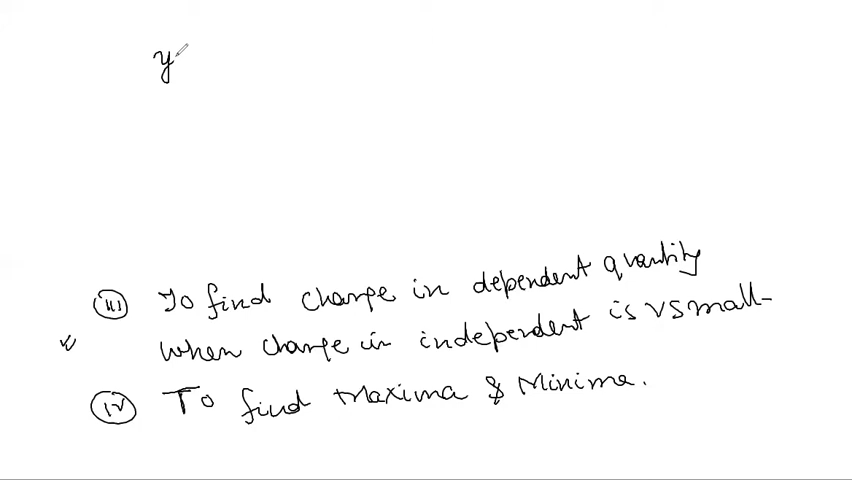 y
(iii) To find change in dependent quantity
when change in independent is v small
(iv) To find Maxima & Minima.